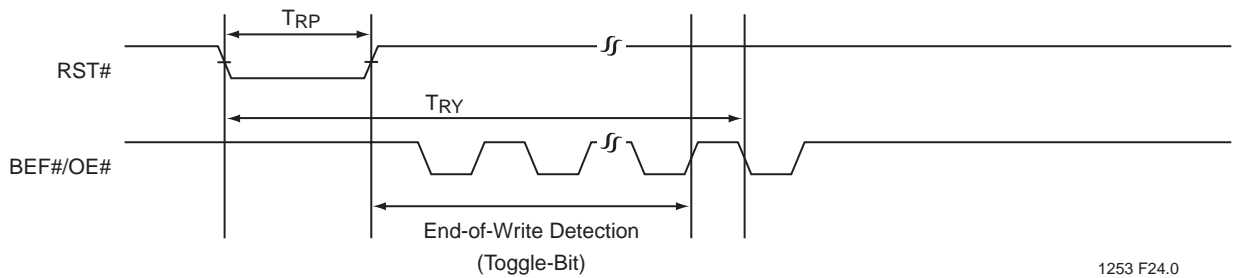 TRP
RST#
TRY
BEF#/OE#
End-of-Write Detection
(Toggle-Bit)
1253 F24.0